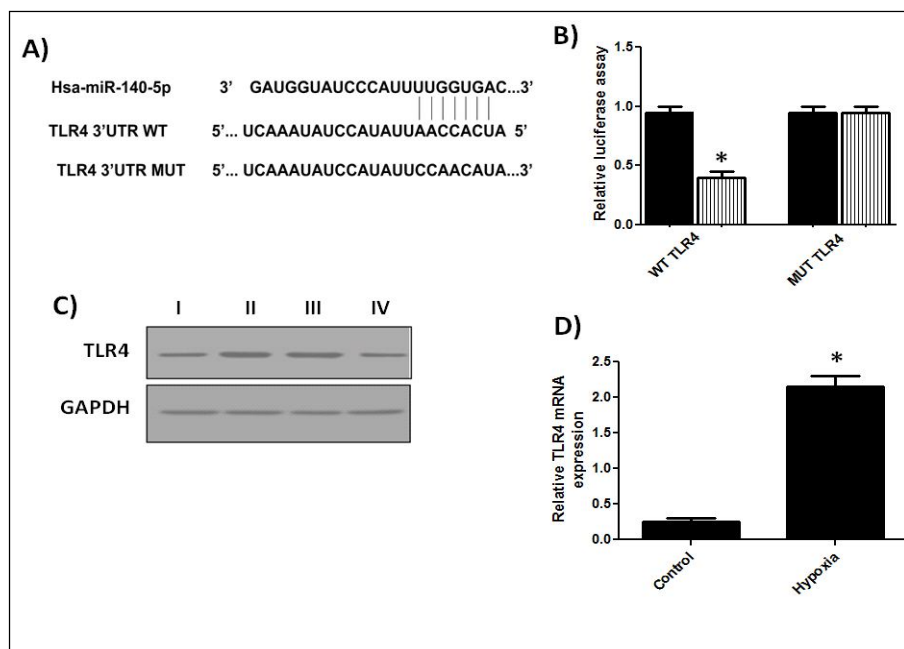 A)
Hsa-miR-140-5p 3’ GAUGGUAUCCCAUUUUGGUGAC...3’
TLR4 3’UTR WT 5’... UCAAAUAUCCAUAUUAACCACUA 5’
TLR4 3’UTR MUT 5’... UCAAAUAUCCAUAUUCCAACAUA...3’
B)
Relative luciferase assay
1.5
1.0
0.5
0.0
*
WT TLR4
MUT TLR4
C)
I II III IV
TLR4
GAPDH
D)
Relative TLR4 mRNA
expression
2.5
2.0
1.5
1.0
0.5
0.0
*
Control
Hypoxia